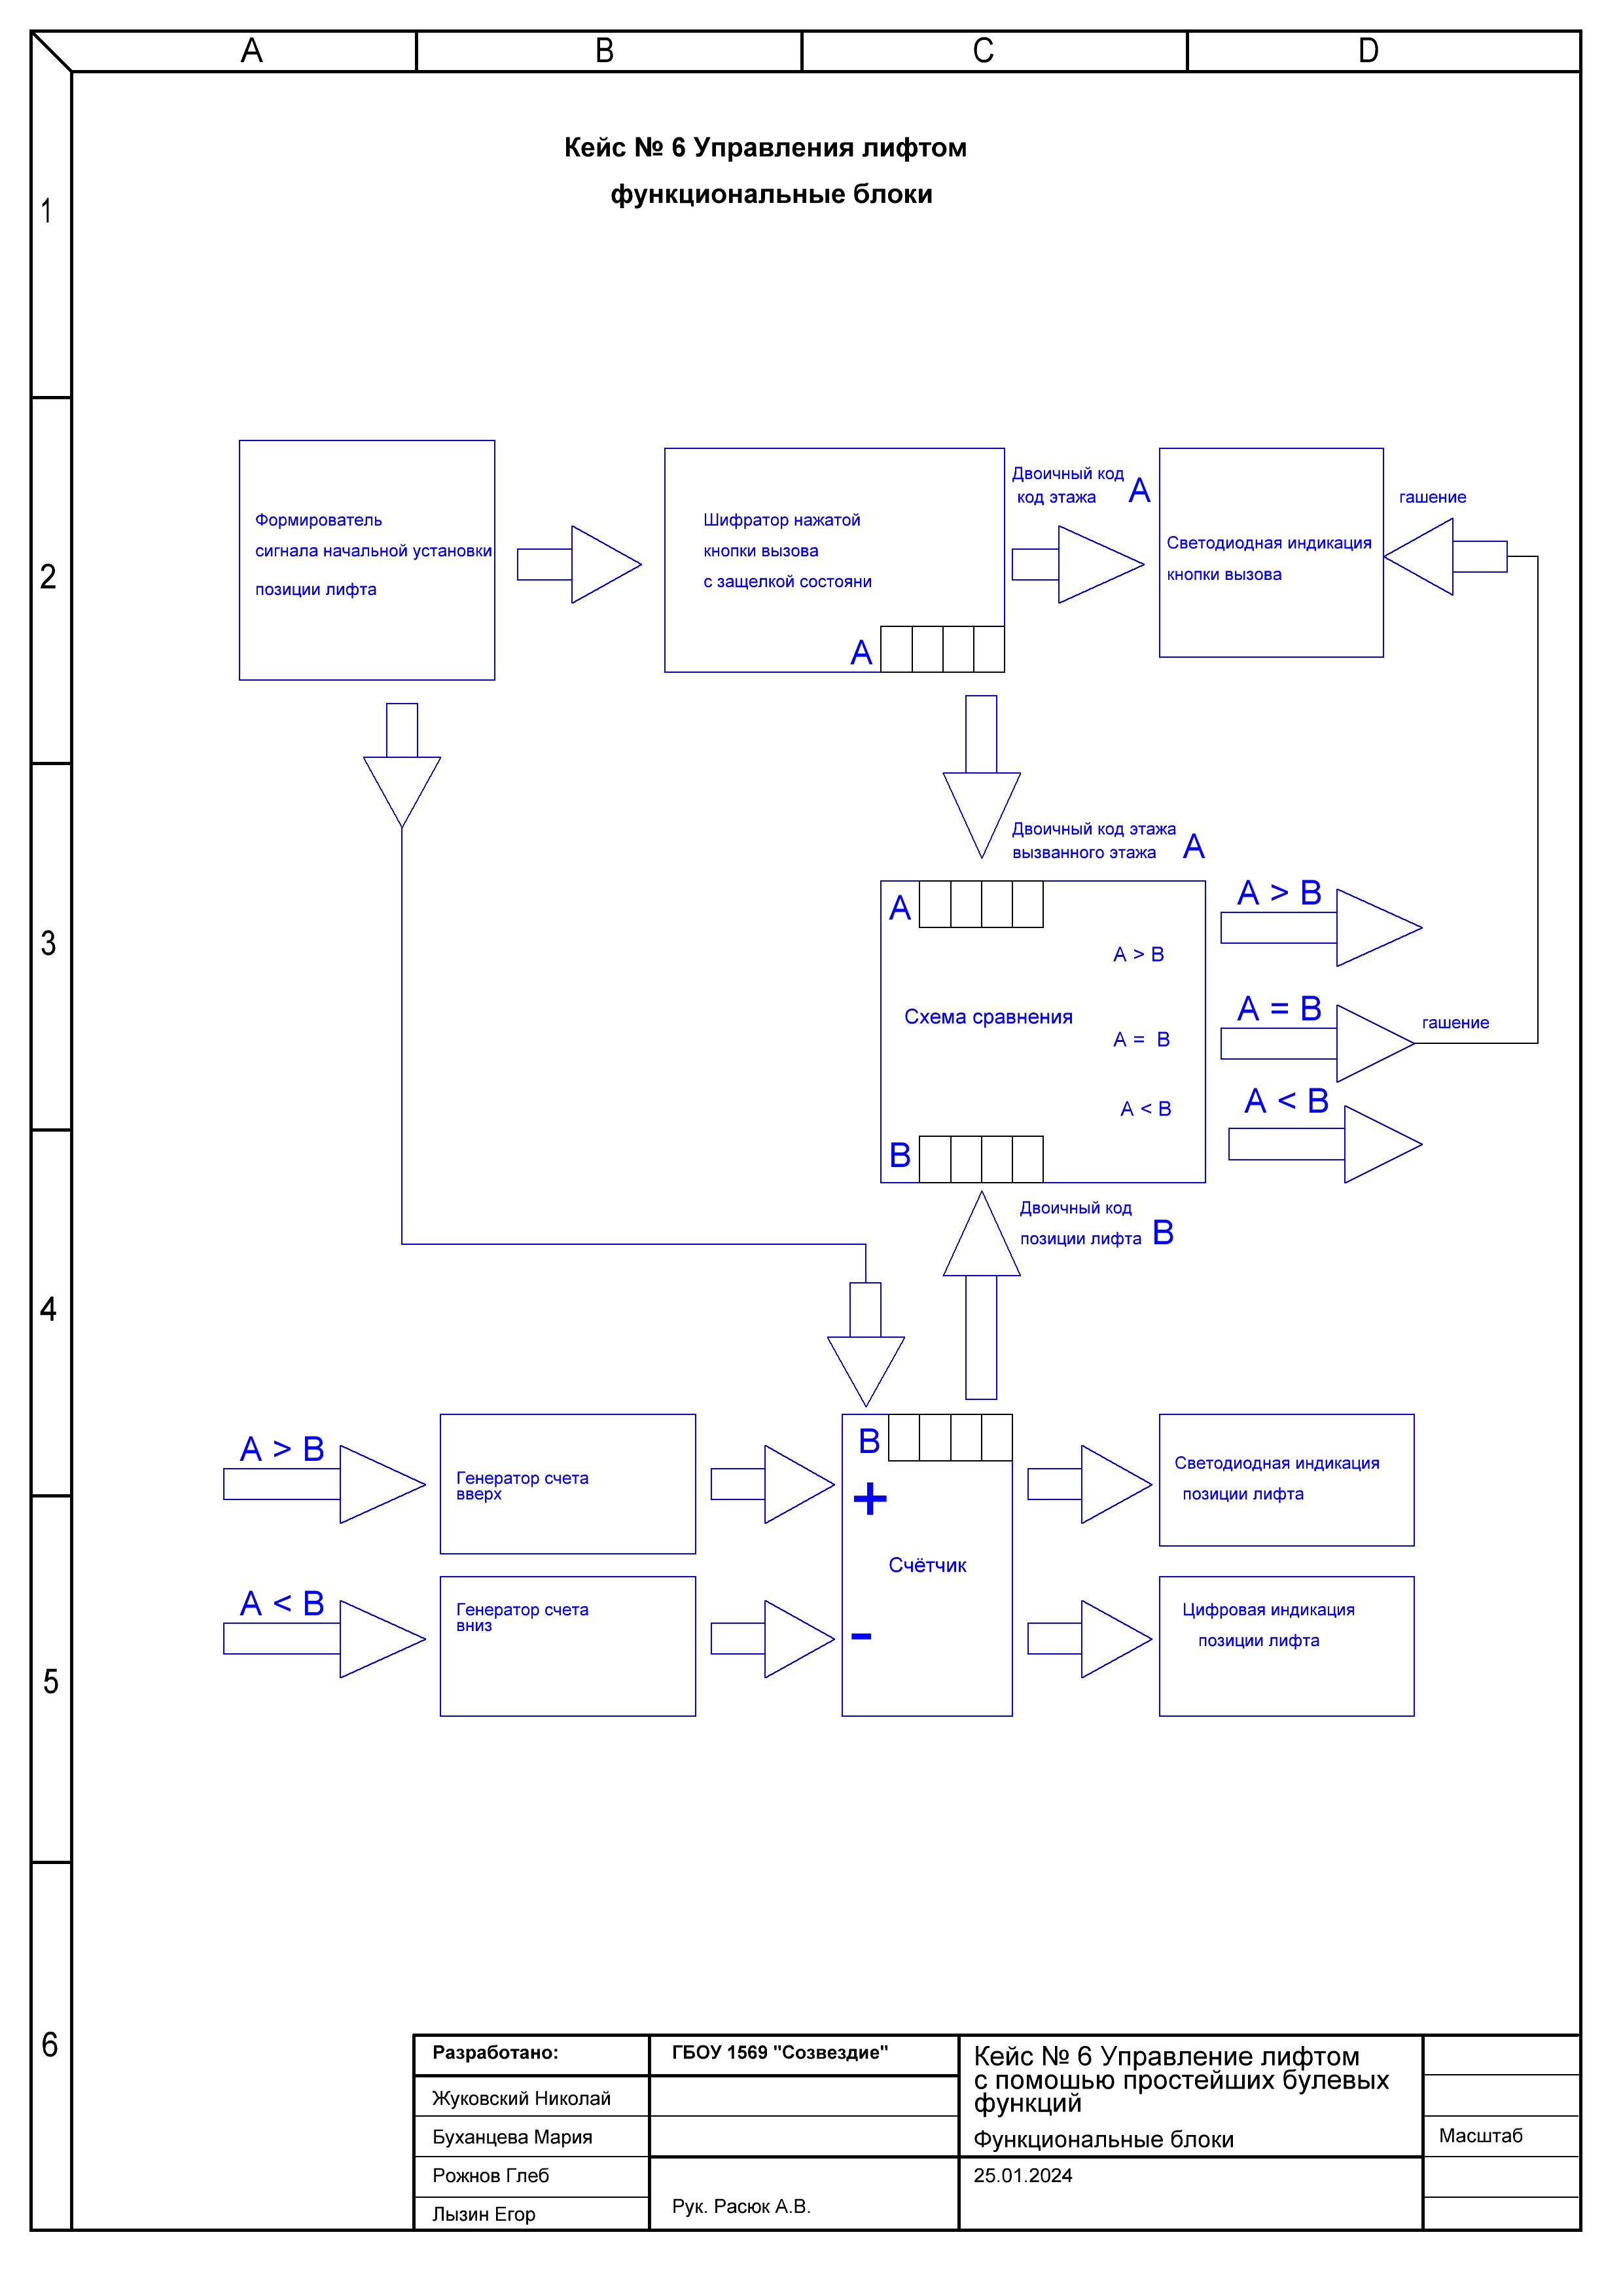 A B C D
Кейс № 6 Управления лифтом
функциональные блоки
1
2
3
4
5
6
Формирователь
сигнала начальной установки
позиции лифта
Шифратор нажатой
кнопки вызова
с защелкой состояни
A
Двоичный код
код этажа A
Светодиодная индикация
кнопки вызова
гашение
Двоичный код этажа
вызванного этажа A
A
Схема сравнения
A > B
A = B
A < B
B
A > B
A = B
гашение
A < B
Двоичный код
позиции лифта B
A > B
Генератор счета
вверх
A < B
Генератор счета
вниз
B
+
Счётчик
-
Светодиодная индикация
позиции лифта
Цифровая индикация
позиции лифта
Разработано:
Жуковский Николай
Буханцева Мария
Рожнов Глеб
Лызин Егор
ГБОУ 1569 "Созвездие"
Рук. Расюк А.В.
Кейс № 6 Управление лифтом
с помошью простейших булевых
функций
Функциональные блоки
25.01.2024
Масштаб